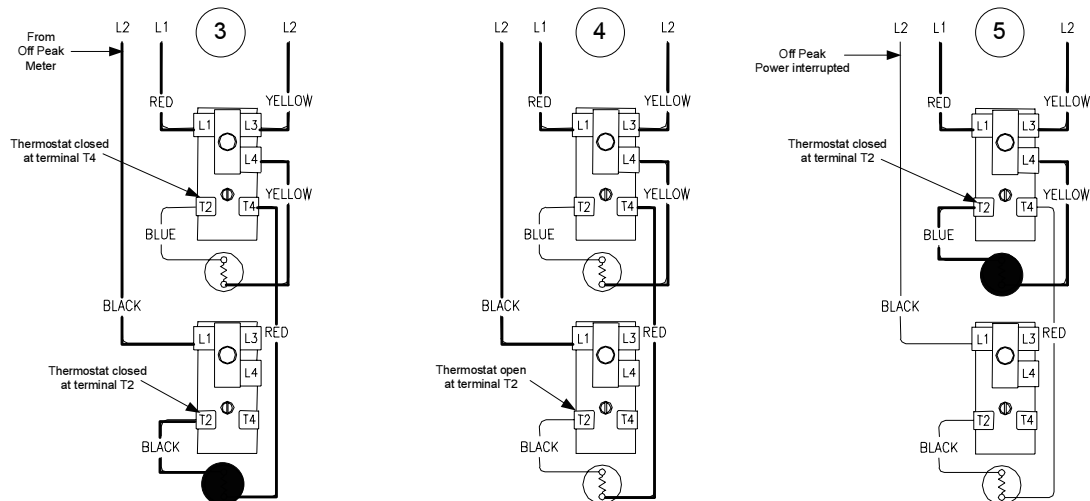 From
Off Peak
Meter
L2
L1
3
L2
RED
YELLOW
L1
L3
L4
Thermostat closed
at terminal T4
YELLOW
T2
T4
BLUE
BLACK
RED
L1
L3
L4
Thermostat closed
at terminal T2
T2
T4
BLACK
L2
L1
4
L2
RED
YELLOW
L1
L3
L4
YELLOW
T2
T4
BLUE
BLACK
RED
L1
L3
L4
Thermostat open
at terminal T2
T2
T4
BLACK
Off Peak
Power interrupted
L2
L1
5
L2
RED
YELLOW
L1
L3
L4
Thermostat closed
at terminal T2
YELLOW
T2
T4
BLUE
BLACK
RED
L1
L3
L4
T2
T4
BLACK